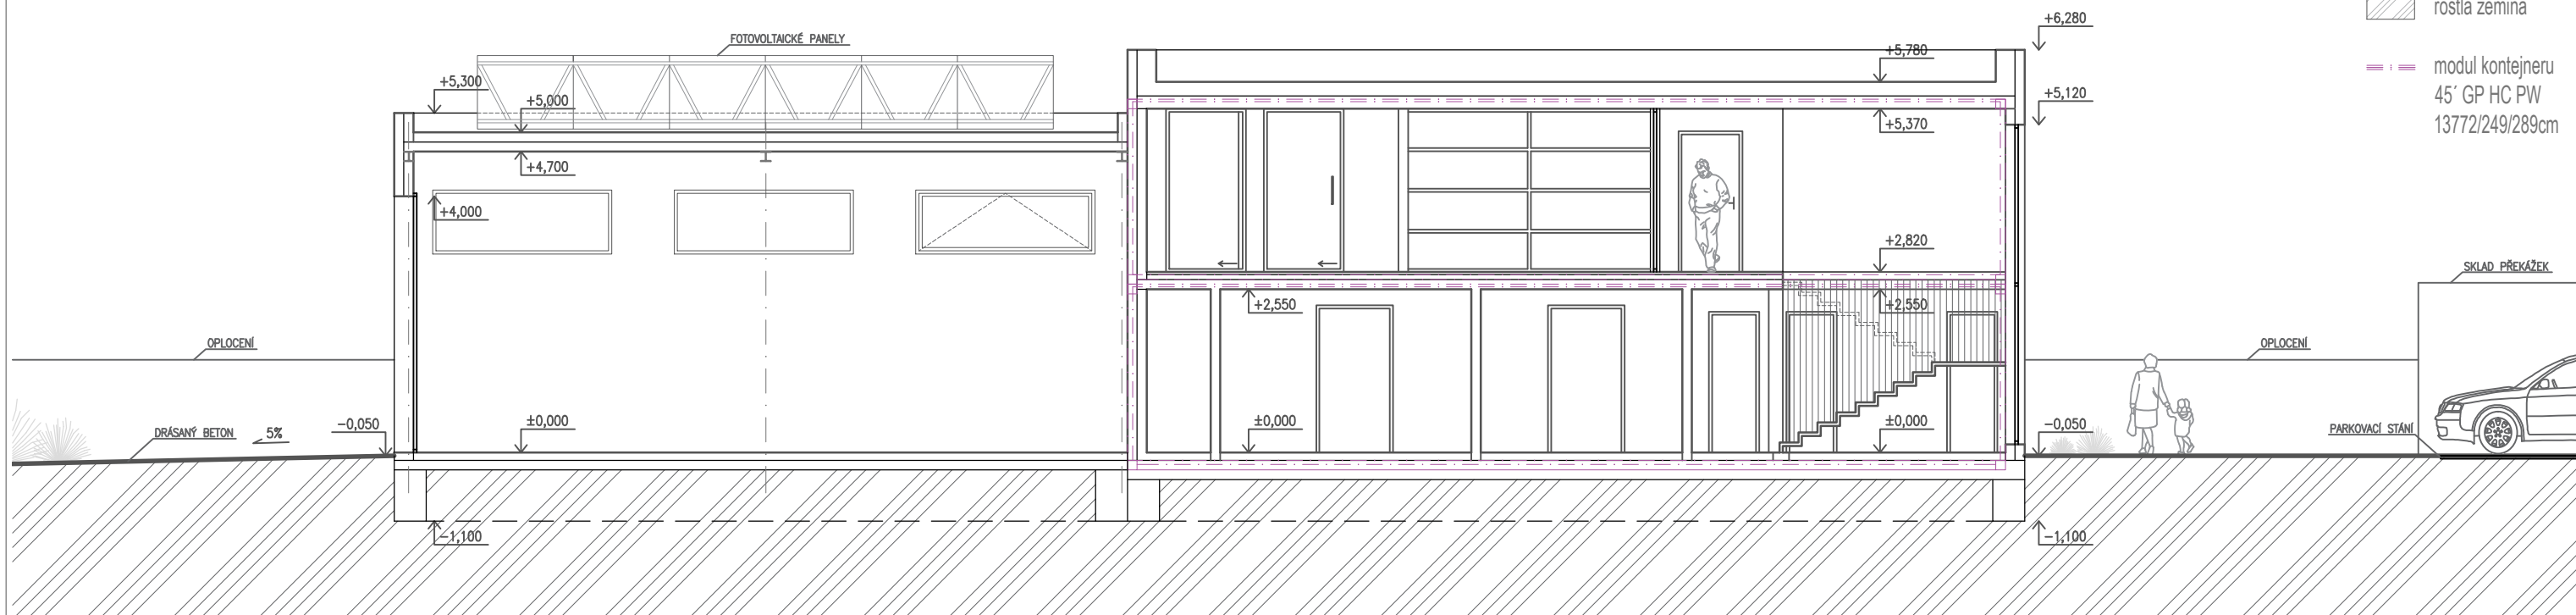 rostlá zemina
modul kontejneru
45´ GP HC PW
13772/249/289cm
FOTOVOLTAICKÉ PANELY
+6,280
+5,780
+5,300
+5,000
+5,120
+5,370
+4,700
+4,000
+2,820
SKLAD PŘEKÁŽEK
+2,550
+2,550
OPLOCENÍ
OPLOCENÍ
DRÁSANÝ BETON
5%
-0,050
±0,000
±0,000
±0,000
-0,050
PARKOVACÍ STÁNÍ
-1,100
-1,100